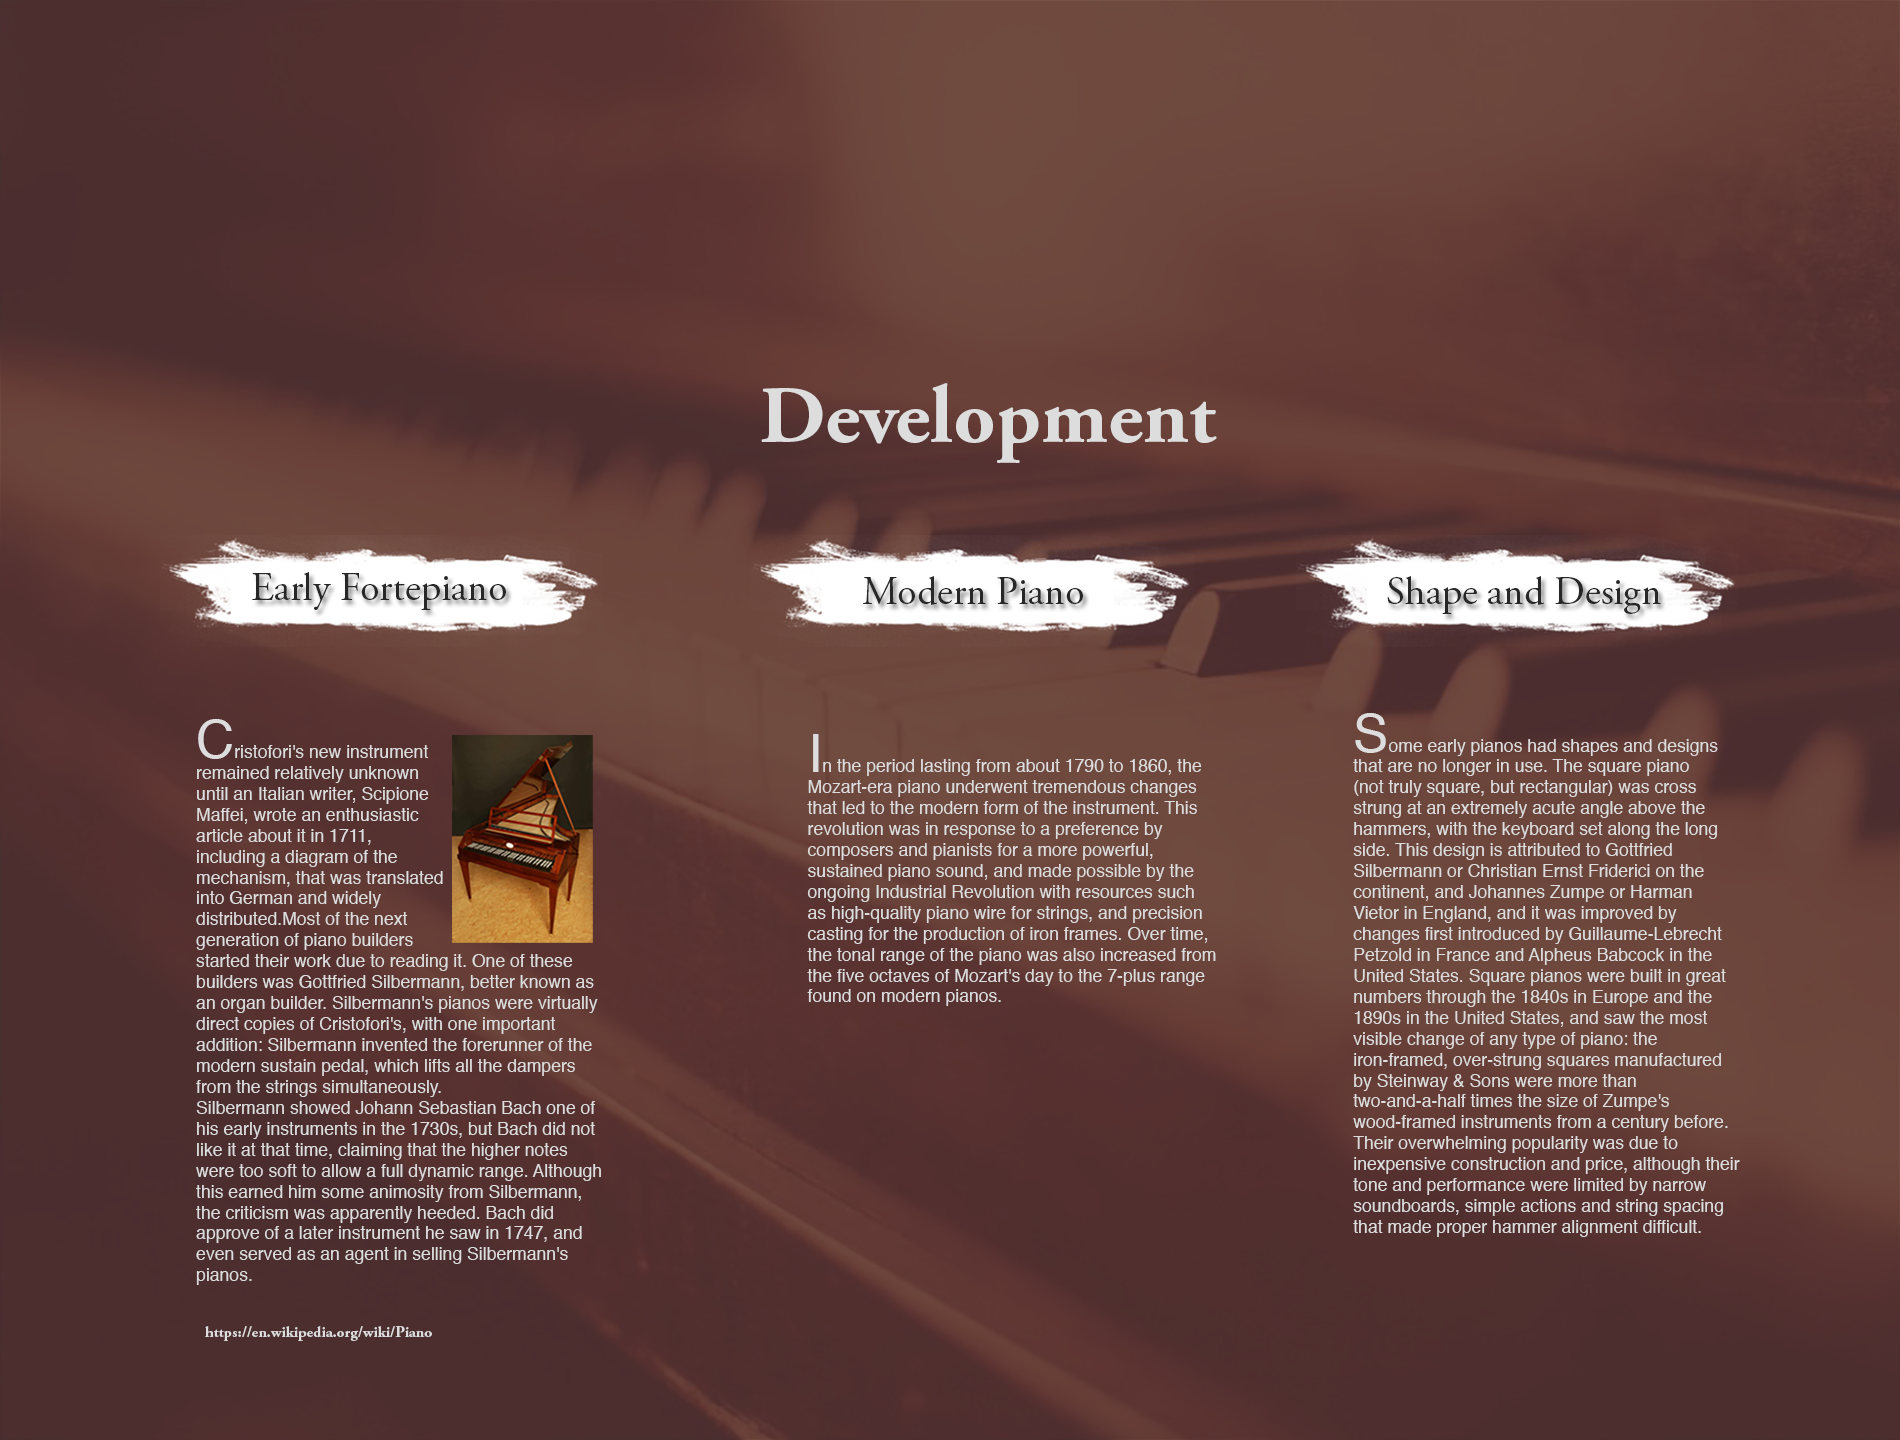 Development
Early Fortepiano
Cristofori's new instrument
remained relatively unknown
until an Italian writer, Scipione
Maffei, wrote an enthusiastic
article about it in 1711,
including a diagram of the
mechanism, that was translated
into German and widely
distributed.Most of the next
generation of piano builders
started their work due to reading it. One of these
builders was Gottfried Silbermann, better known as
an organ builder. Silbermann's pianos were virtually
direct copies of Cristofori's, with one important
addition: Silbermann invented the forerunner of the
modern sustain pedal, which lifts all the dampers
from the strings simultaneously.
Silbermann showed Johann Sebastian Bach one of
his early instruments in the 1730s, but Bach did not
like it at that time, claiming that the higher notes
were too soft to allow a full dynamic range. Although
this earned him some animosity from Silbermann,
the criticism was apparently heeded. Bach did
approve of a later instrument he saw in 1747, and
even served as an agent in selling Silbermann's
pianos.
https://en.wikipedia.org/wiki/Piano
Modern Piano
In the period lasting from about 1790 to 1860, the
Mozart-era piano underwent tremendous changes
that led to the modern form of the instrument. This
revolution was in response to a preference by
composers and pianists for a more powerful,
sustained piano sound, and made possible by the
ongoing Industrial Revolution with resources such
as high-quality piano wire for strings, and precision
casting for the production of iron frames. Over time,
the tonal range of the piano was also increased from
the five octaves of Mozart's day to the 7-plus range
found on modern pianos.
Shape and Design
Some early pianos had shapes and designs
that are no longer in use. The square piano
(not truly square, but rectangular) was cross
strung at an extremely acute angle above the
hammers, with the keyboard set along the long
side. This design is attributed to Gottfried
Silbermann or Christian Ernst Friderici on the
continent, and Johannes Zumpe or Harman
Vietor in England, and it was improved by
changes first introduced by Guillaume-Lebrecht
Petzold in France and Alpheus Babcock in the
United States. Square pianos were built in great
numbers through the 1840s in Europe and the
1890s in the United States, and saw the most
visible change of any type of piano: the
iron-framed, over-strung squares manufactured
by Steinway & Sons were more than
two-and-a-half times the size of Zumpe's
wood-framed instruments from a century before.
Their overwhelming popularity was due to
inexpensive construction and price, although their
tone and performance were limited by narrow
soundboards, simple actions and string spacing
that made proper hammer alignment difficult.